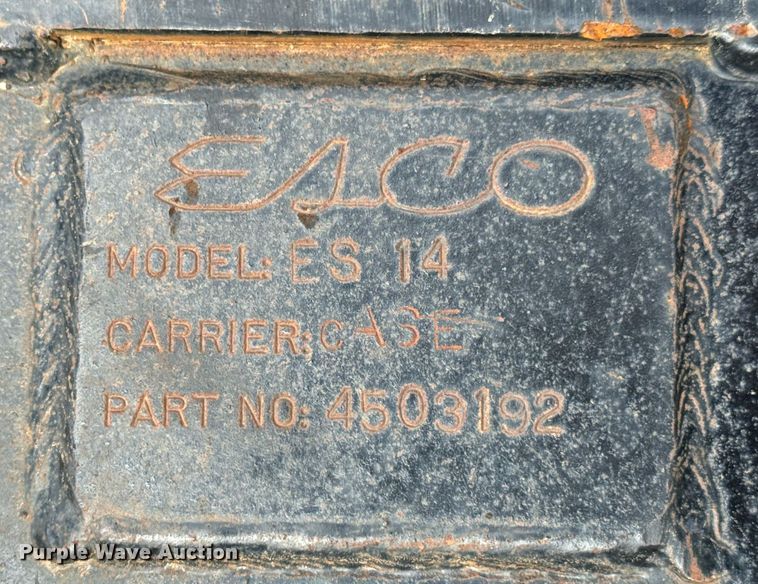 ESCO
MODEL: ES 14
CARRIER: CASE
PART NO: 4503192
Purple Wave Auction